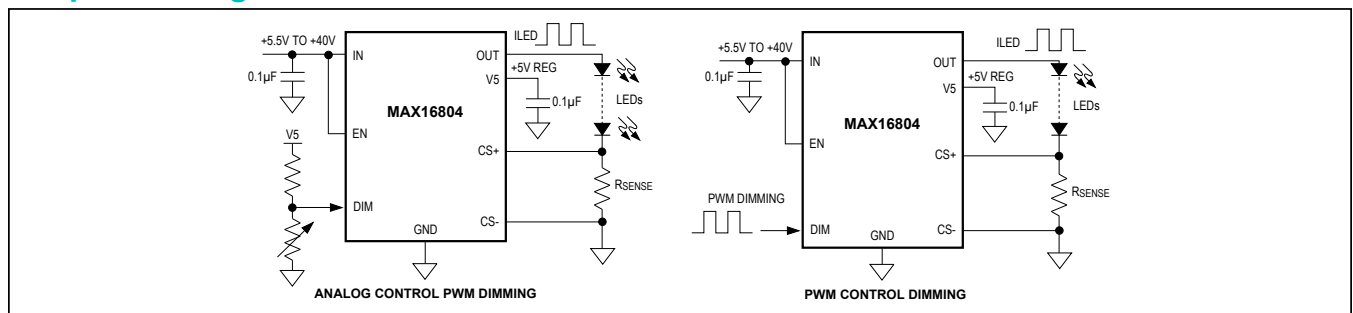 +5.5V TO +40V
IN
0.1µF
EN
V5
DIM
MAX16804
GND
OUT
V5
CS+
CS-
ILED
+5V REG
0.1µF
LEDs
RSENSE
ANALOG CONTROL PWM DIMMING
+5.5V TO +40V
IN
0.1µF
EN
PWM DIMMING
DIM
MAX16804
GND
OUT
V5
CS+
CS-
ILED
+5V REG
0.1µF
LEDs
RSENSE
PWM CONTROL DIMMING